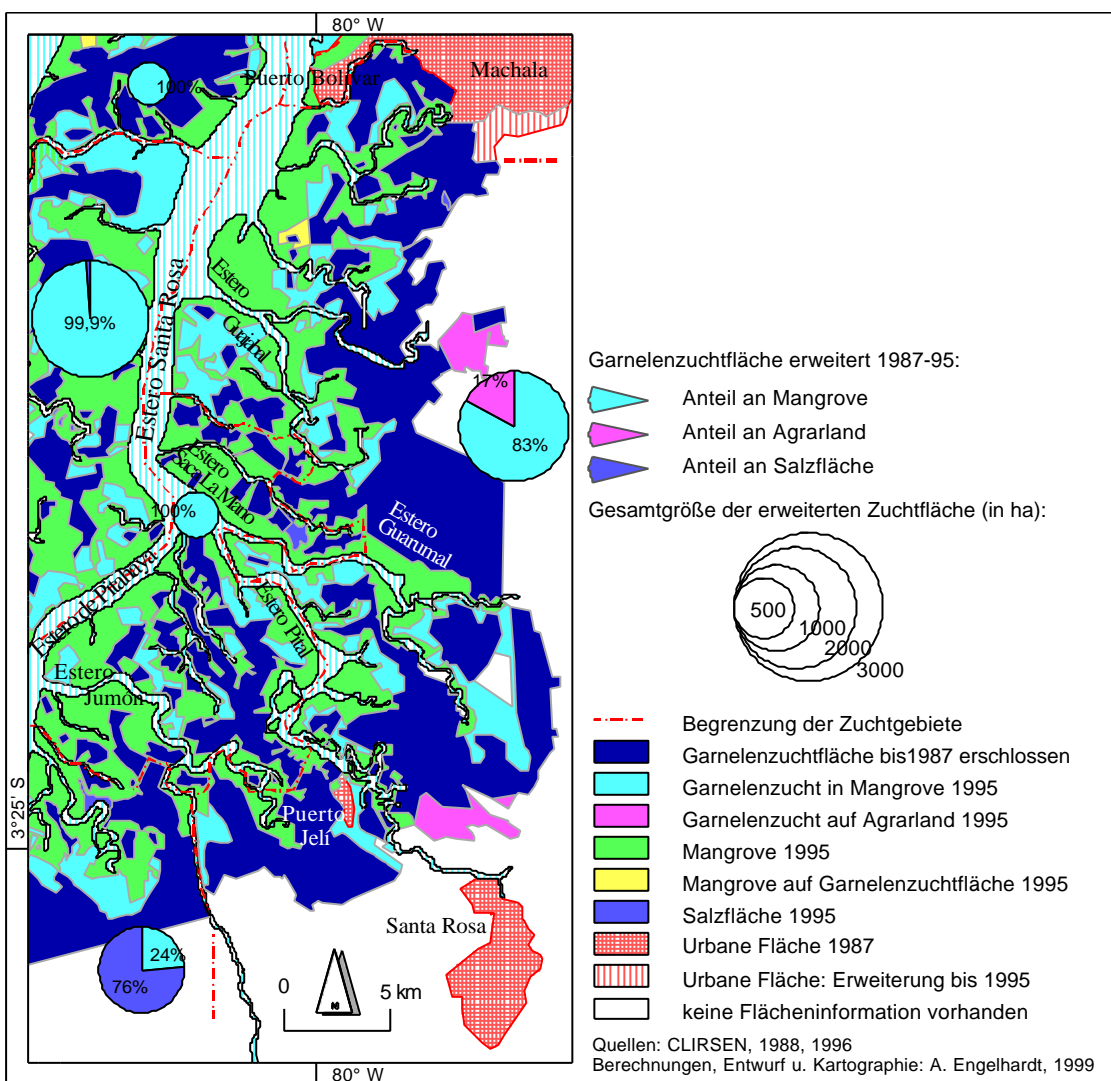 80° W
Puerto Bolívar
Machala
100%
Estero Santa Rosa
Estero
Guajabal
99,9%
17%
83%
Estero
Paca La Mano
100%
Estero
Guarumal
Estero de Pitahaya
Estero Pital
Estero
Jumón
3°25' S
Puerto
Jelí
Santa Rosa
24%
76%
0
5 km
N
80° W
Garnelenzuchtfläche erweitert 1987-95:
Anteil an Mangrove
Anteil an Agrarland
Anteil an Salzfläche
Gesamtgröße der erweiterten Zuchtfläche (in ha):
500
1000
2000
3000
Begrenzung der Zuchtgebiete
Garnelenzuchtfläche bis1987 erschlossen
Garnelenzucht in Mangrove 1995
Garnelenzucht auf Agrarland 1995
Mangrove 1995
Mangrove auf Garnelenzuchtfläche 1995
Salzfläche 1995
Urbane Fläche 1987
Urbane Fläche: Erweiterung bis 1995
keine Flächeninformation vorhanden
Quellen: CLIRSEN, 1988, 1996
Berechnungen, Entwurf u. Kartographie: A. Engelhardt, 1999